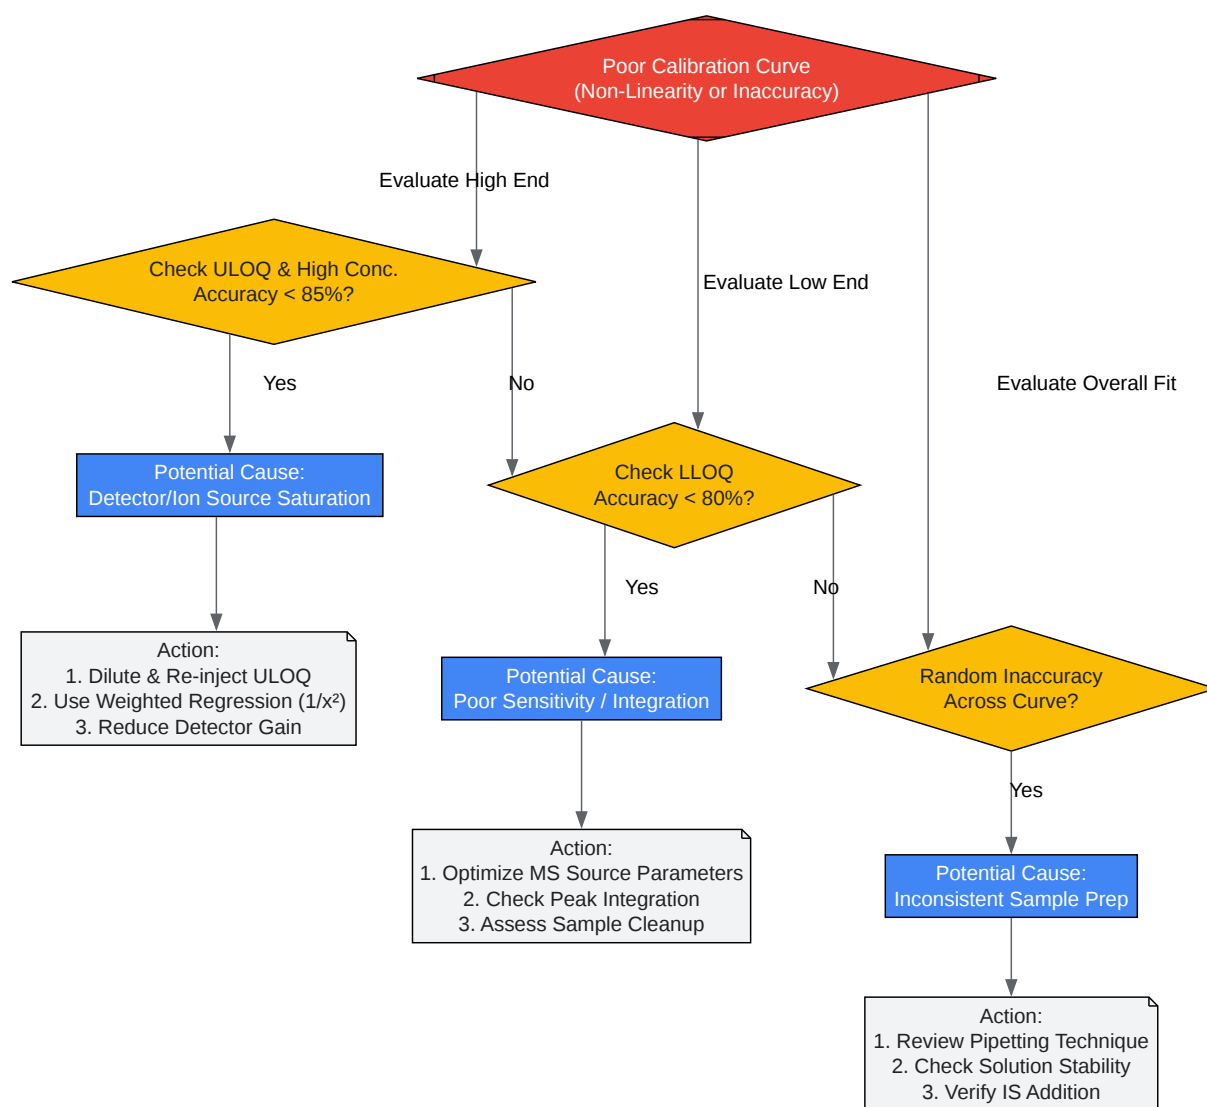 Poor Calibration Curve
(Non-Linearity or Inaccuracy)
Evaluate High End
Check ULOQ & High Conc.
Accuracy < 85%?
Evaluate Low End
Yes
No
Evaluate Overall Fit
Potential Cause:
Detector/Ion Source Saturation
Check LLOQ
Accuracy < 80%?
Yes
No
Action:
1. Dilute & Re-inject ULOQ
2. Use Weighted Regression (1/x²)
3. Reduce Detector Gain
Potential Cause:
Poor Sensitivity / Integration
Random Inaccuracy
Across Curve?
Yes
Action:
1. Optimize MS Source Parameters
2. Check Peak Integration
3. Assess Sample Cleanup
Potential Cause:
Inconsistent Sample Prep
Action:
1. Review Pipetting Technique
2. Check Solution Stability
3. Verify IS Addition